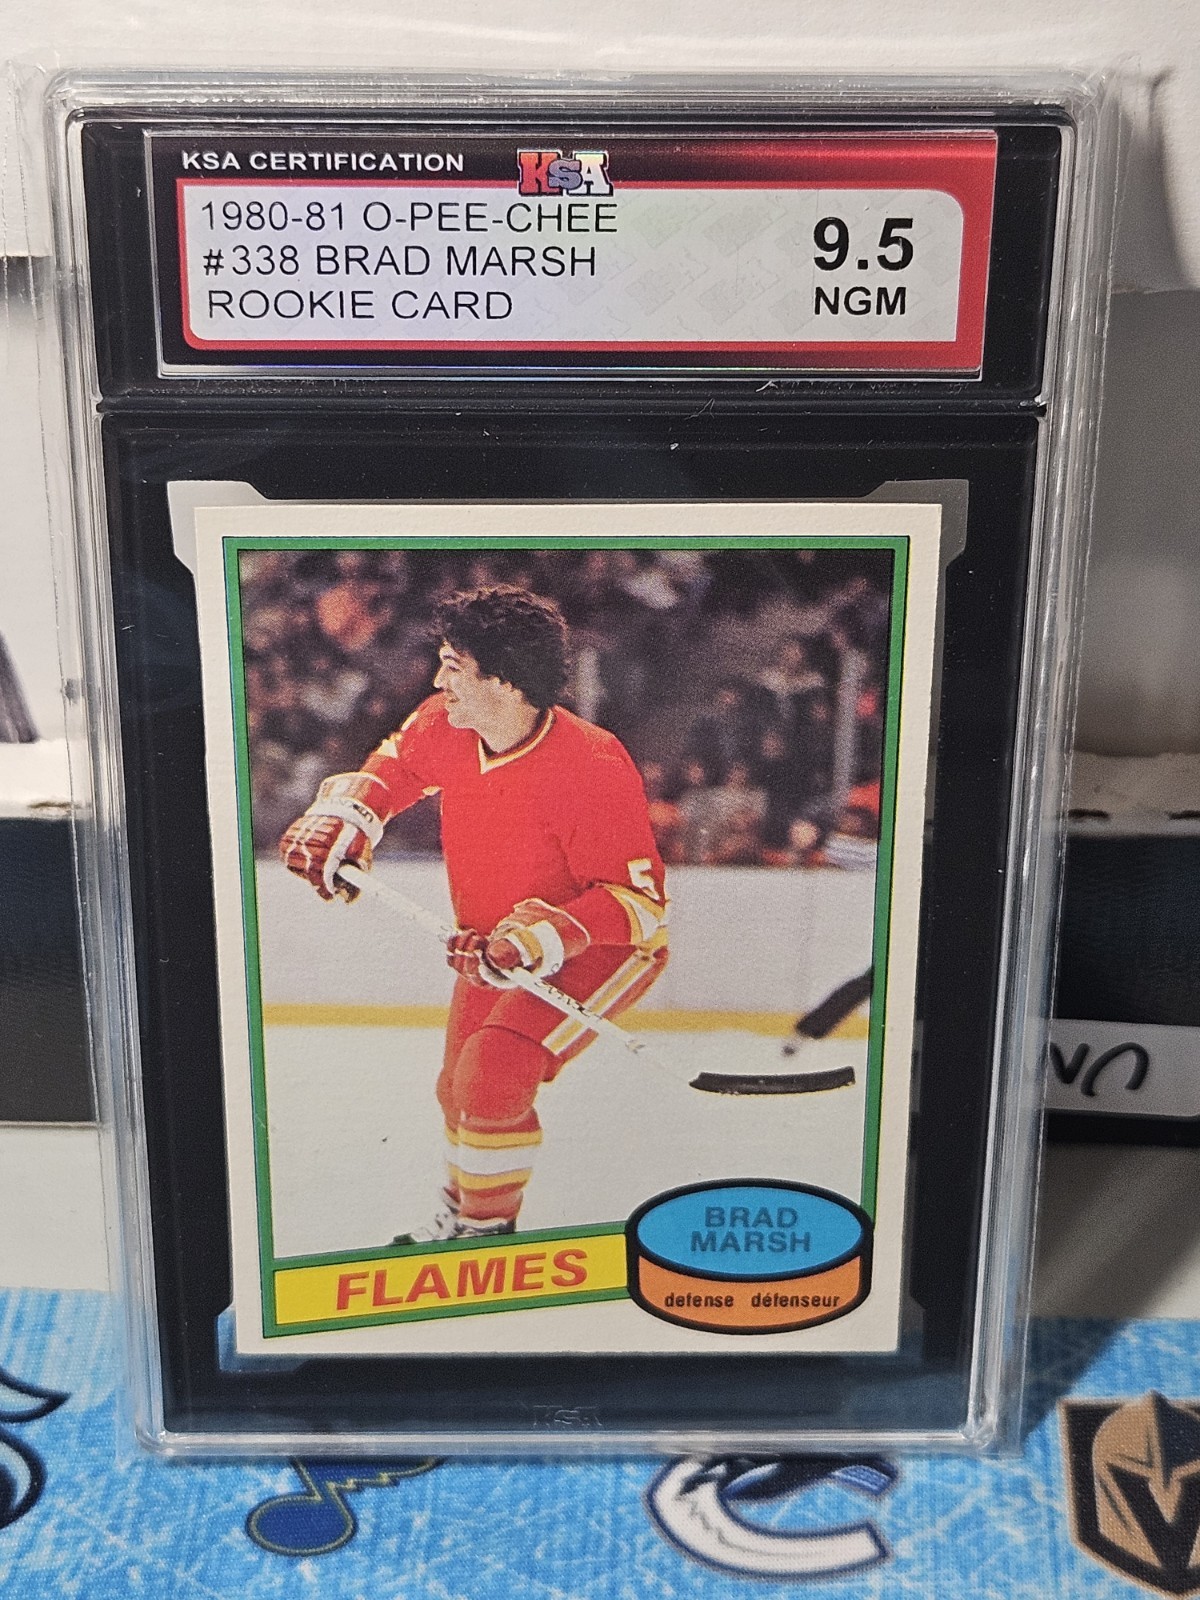 KSA CERTIFICATION
KSA
1980-81 O-PEE-CHEE
#338 BRAD MARSH
ROOKIE CARD
9.5
NGM
5
BRAD
MARSH
FLAMES
defense défenseur
KSA